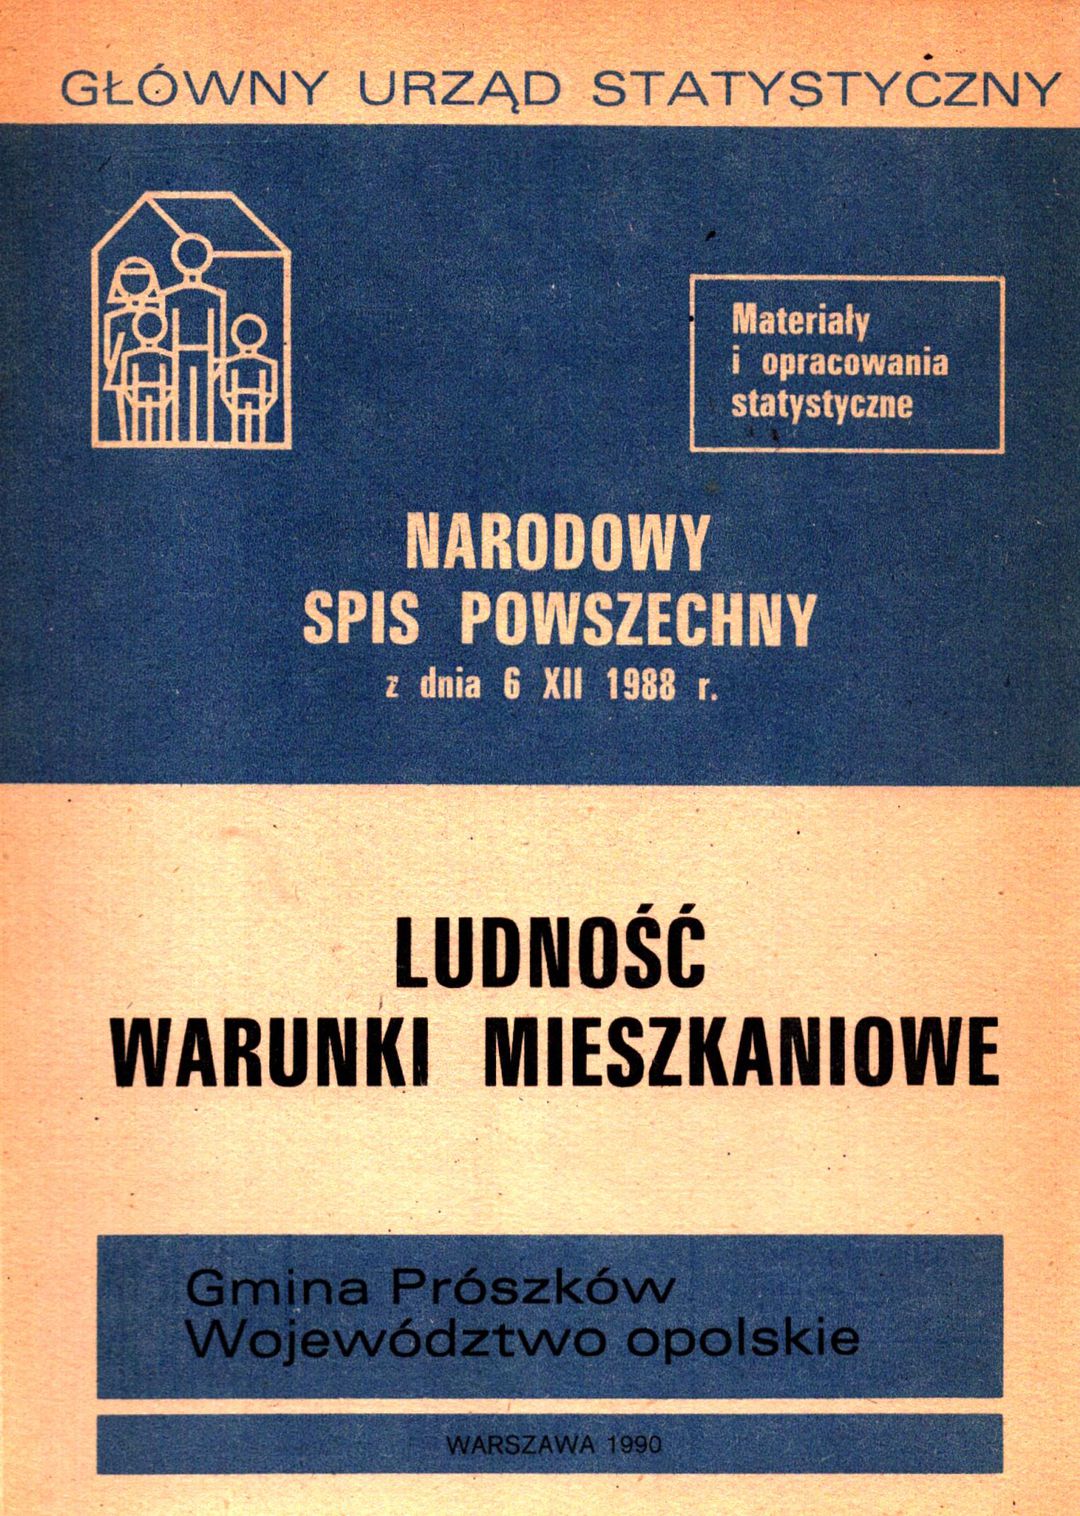 GŁÓWNY URZĄD STATYSTYCZNY
Materiały
i opracowania
statystyczne
NARODOWY
SPIS POWSZECHNY
z dnia 6 XII 1988 r.
LUDNOŚĆ
WARUNKI MIESZKANIOWE
Gmina Prószków
Województwo opolskie
WARSZAWA 1990